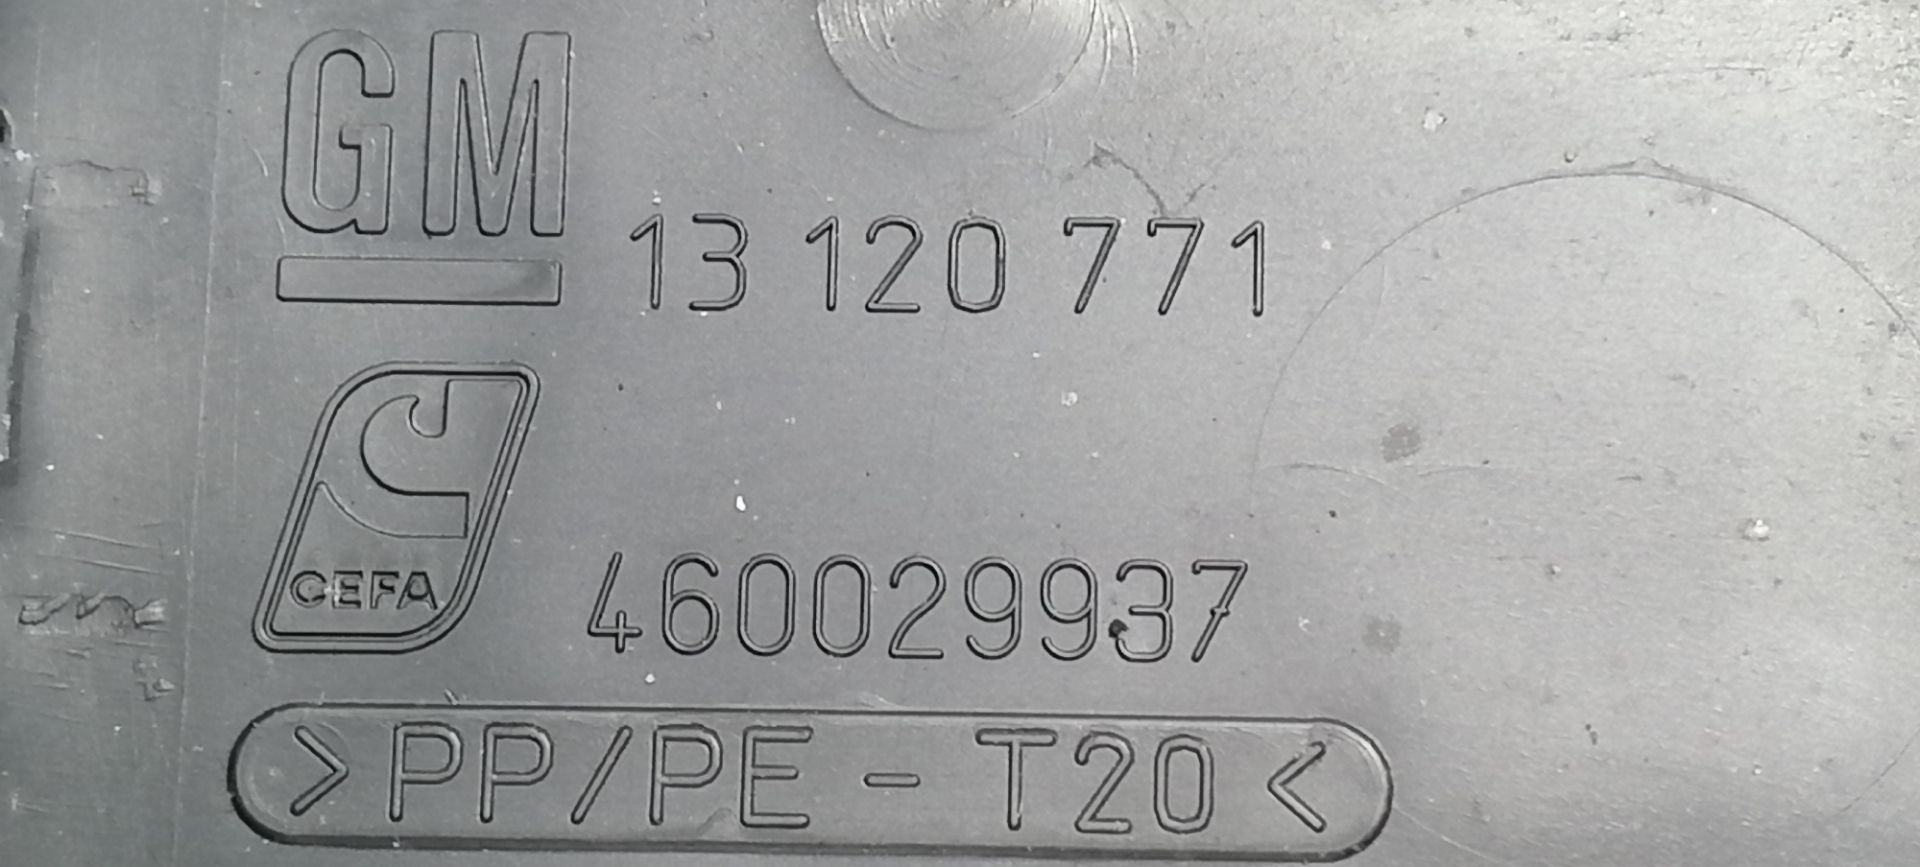 GM
13 120 771
CEFA
460029937
>PP/PE - T20<